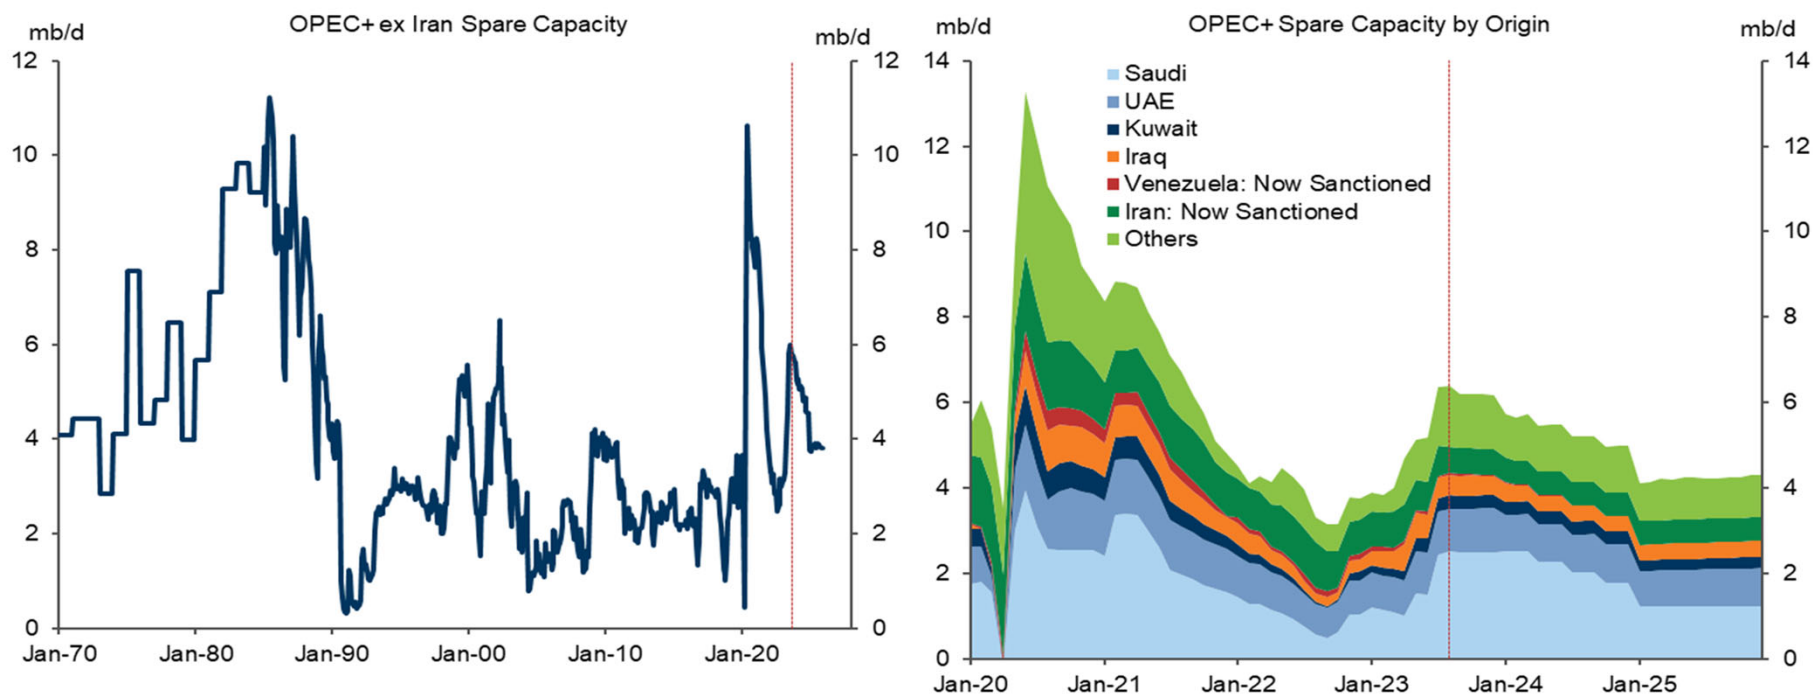 OPEC+ ex Iran Spare Capacity
mb/d
mb/d
12
12
10
10
8
8
6
6
4
4
2
2
0
0
Jan-70
Jan-80
Jan-90
Jan-00
Jan-10
Jan-20
OPEC+ Spare Capacity by Origin
mb/d
mb/d
14
14
12
12
10
10
8
8
6
6
4
4
2
2
0
0
Saudi
UAE
Kuwait
Iraq
Venezuela: Now Sanctioned
Iran: Now Sanctioned
Others
Jan-20
Jan-21
Jan-22
Jan-23
Jan-24
Jan-25